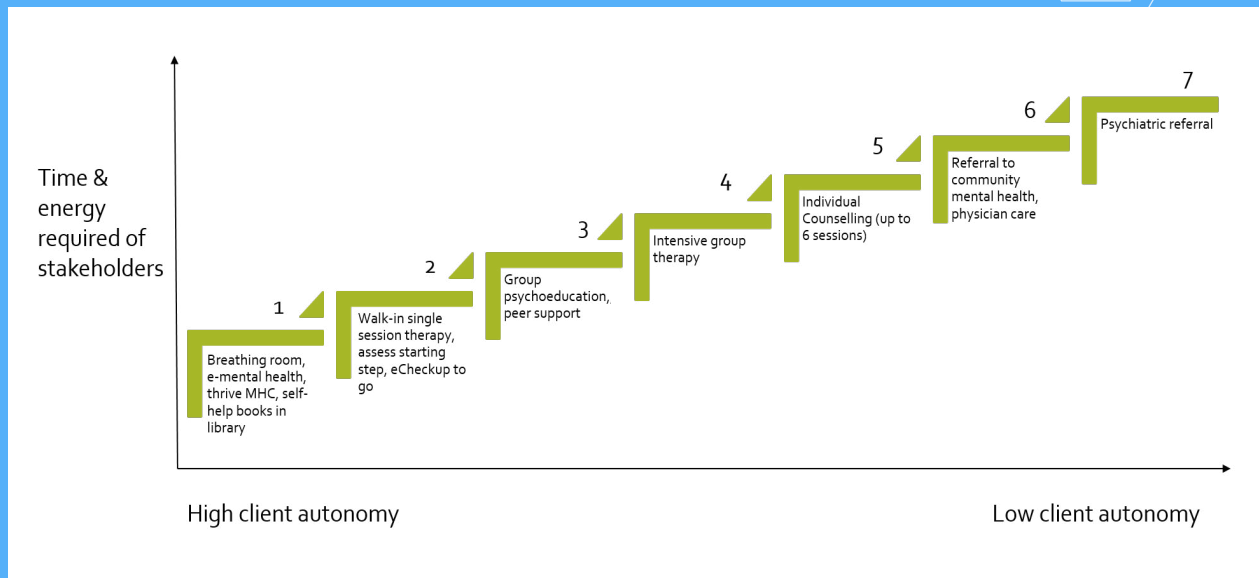 Time &
energy
required of
stakeholders
1
Breathing room,
e-mental health,
thrive MHC, self-
help books in
library
2
Walk-in single
session therapy,
assess starting
step, eCheckup to
go
3
Group
psychoeducation,
peer support
4
Intensive group
therapy
5
Individual
Counselling (up to
6 sessions)
6
Referral to
community
mental health,
physician care
7
Psychiatric referral
High client autonomy
Low client autonomy